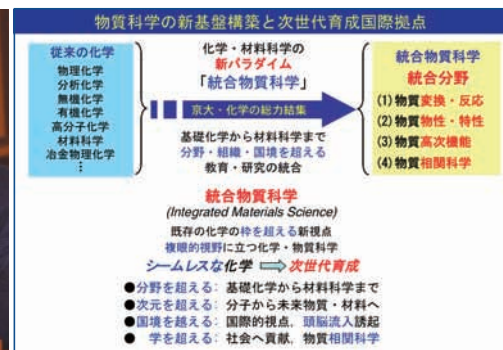 物質科学の新基盤構築と次世代育成国際拠点
従来の化学
物理化学
分析化学
無機化学
有機化学
高分子化学
材料科学
冶金物理化学
⋮
化学・材料科学の
新パラダイム
「統合物質科学」
京大・化学の総力結集
基礎化学から材料科学まで
分野・組織・国境を超える
教育・研究の統合
統合物質科学
統合分野
(1) 物質変換・反応
(2) 物質物性・特性
(3) 物質高次機能
(4) 物質相関科学
統合物質科学
(Integrated Materials Science)
既存の化学の枠を超える新視点
複眼的視野に立つ化学・物質科学
シームレスな化学 ⇒ 次世代育成
●分野を超える：基礎化学から材料科学まで
●次元を超える：分子から未来物質・材料へ
●国境を越える：国際的視点，頭脳流入誘起
●学を超える：社会へ貢献，物質相関科学